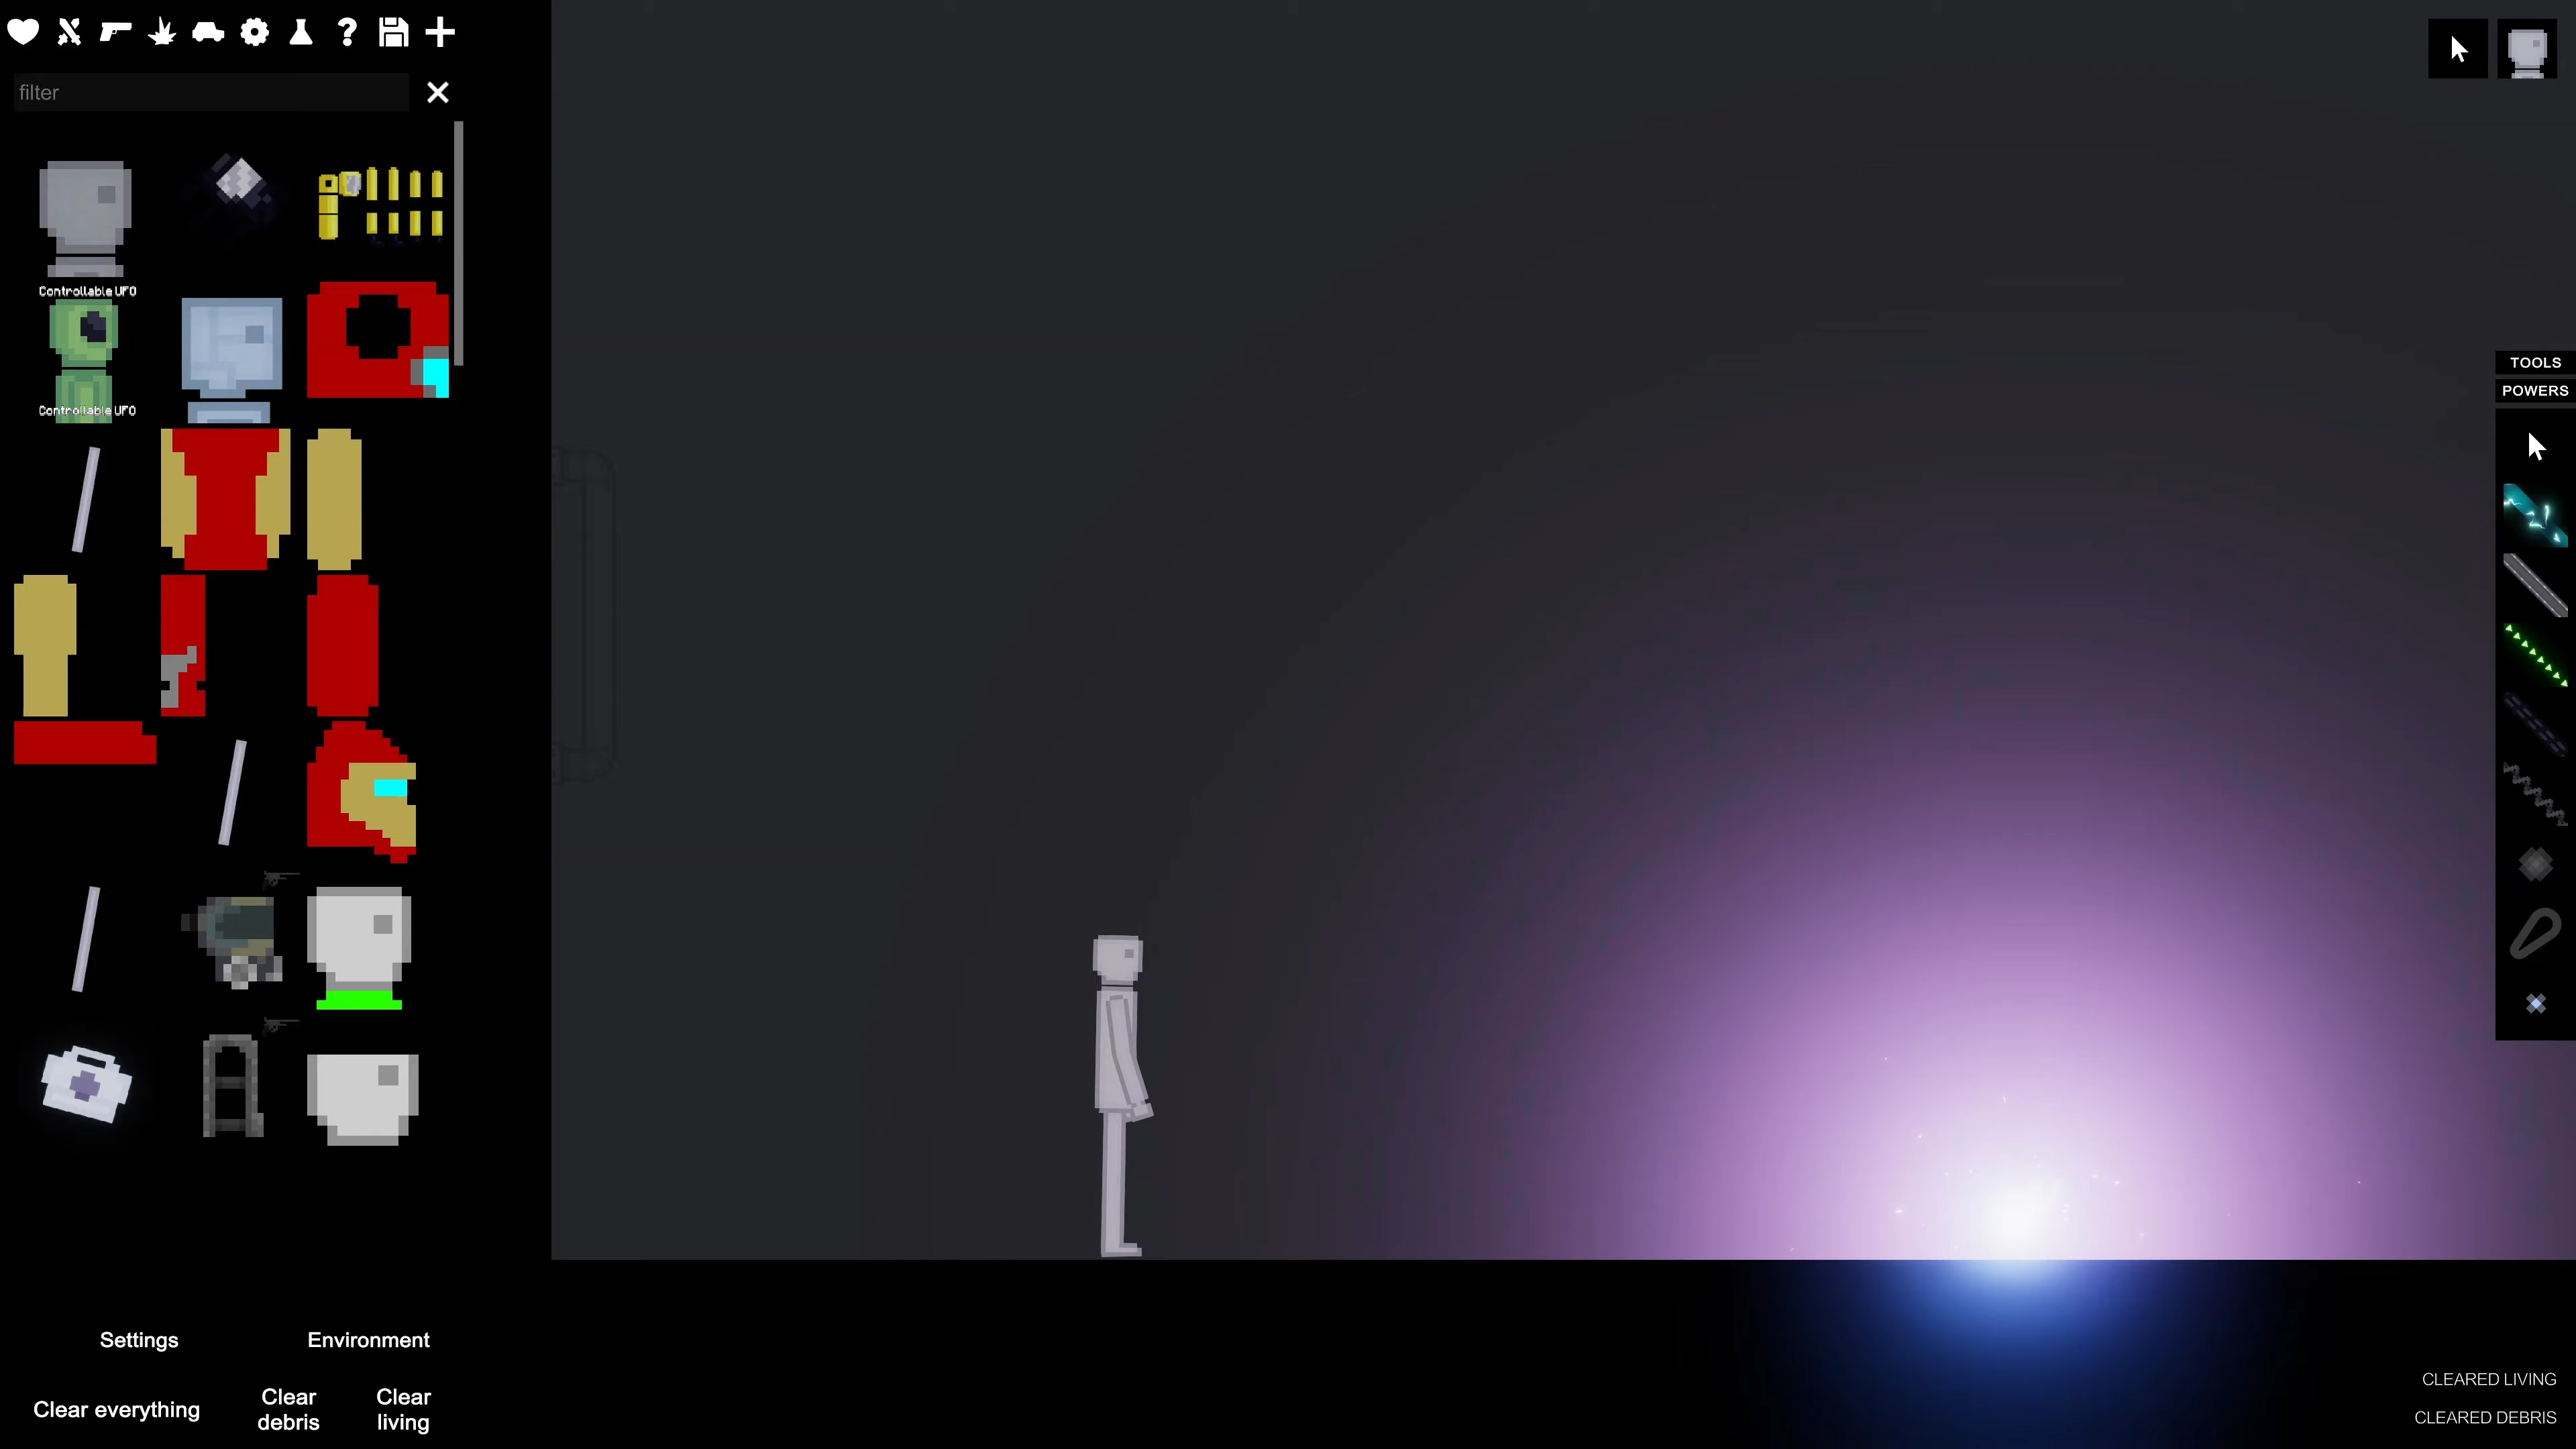 filter
Controllable UFO
Controllable UFO
TOOLS
POWERS
Settings
Environment
Clear everything
Clear
debris
Clear
living
CLEARED LIVING
CLEARED DEBRIS